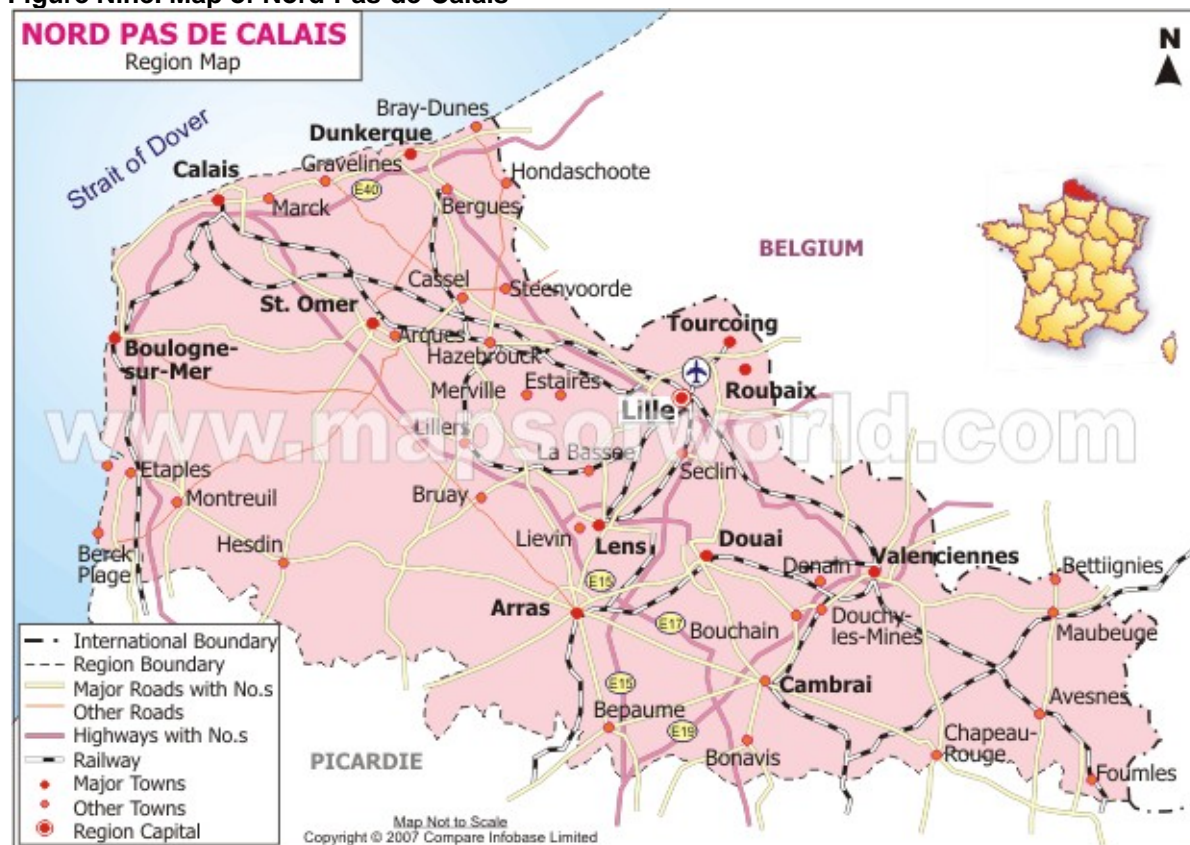 Figure Nine: Map of Nord-Pas-de-Calais
NORD PAS DE CALAIS
Region Map
N
Strait of Dover
Bray-Dunes
Dunkerque
Gravelines
Hondaschoote
Calais
E40
Marck
Bergues
BELGIUM
Cassel
Steenvoorde
St. Omer
Tourcoing
Arques
Boulogne-
sur-Mer
Hazebrouck
Roubaix
Merville
Estaires
Lille
www.mapsofworld.com
Lillers
La Bassee
Seclin
Etaples
Montreuil
Bruay
Lievin
Lens
Douai
Hesdin
Berck
Plage
Denain
Valenciennes
Bettiignies
E15
Arras
E17
Bouchain
Douchy-
les-Mines
Maubeuge
E15
Cambrai
Avesnes
Bepaume
E19
Bonavis
Chapeau-
Rouge
Foumles
PICARDIE
International Boundary
Region Boundary
Major Roads with No.s
Other Roads
Highways with No.s
Railway
Major Towns
Other Towns
Region Capital
Map Not to Scale
Copyright © 2007 Compare Infobase Limited